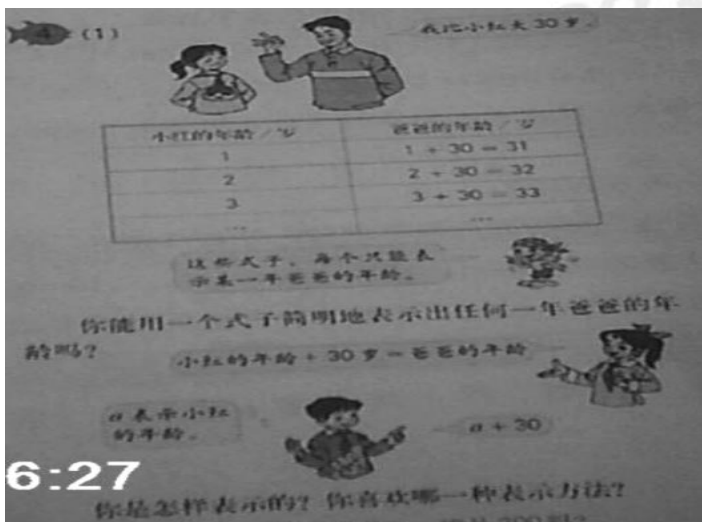 4 (1)
我比小红大30岁。
小红的年龄/岁 爸爸的年龄/岁
1 1 + 30 = 31
2 2 + 30 = 32
3 3 + 30 = 33
... ...
这些式子，每个只能表
示某一年爸爸的年龄。
你能用一个式子简明地表示出任何一年爸爸的年
龄吗？
小红的年龄+30岁=爸爸的年龄
a表示小红
的年龄。
a + 30
6:27
你是怎样表示的？你喜欢哪一种表示方法？